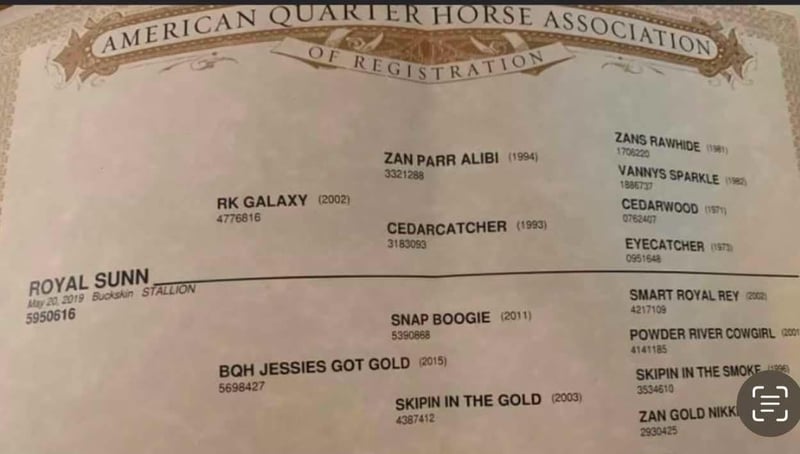 AMERICAN QUARTER HORSE ASSOCIATION
OF REGISTRATION
ZANS RAWHIDE (1981)
1706220
ZAN PARR ALIBI (1994)
3321288
VANNYS SPARKLE (1982)
1886737
RK GALAXY (2002)
4776816
CEDARWOOD (1971)
0762407
CEDARCATCHER (1993)
3183093
EYECATCHER (1973)
0951648
ROYAL SUNN
May 20, 2019 Buckskin STALLION
5950616
SMART ROYAL REY (2002)
4217109
SNAP BOOGIE (2011)
5390868
POWDER RIVER COWGIRL (2001
4141185
BQH JESSIES GOT GOLD (2015)
5698427
SKIPIN IN THE SMOKE (1996)
3534610
SKIPIN IN THE GOLD (2003)
4387412
ZAN GOLD
2930425